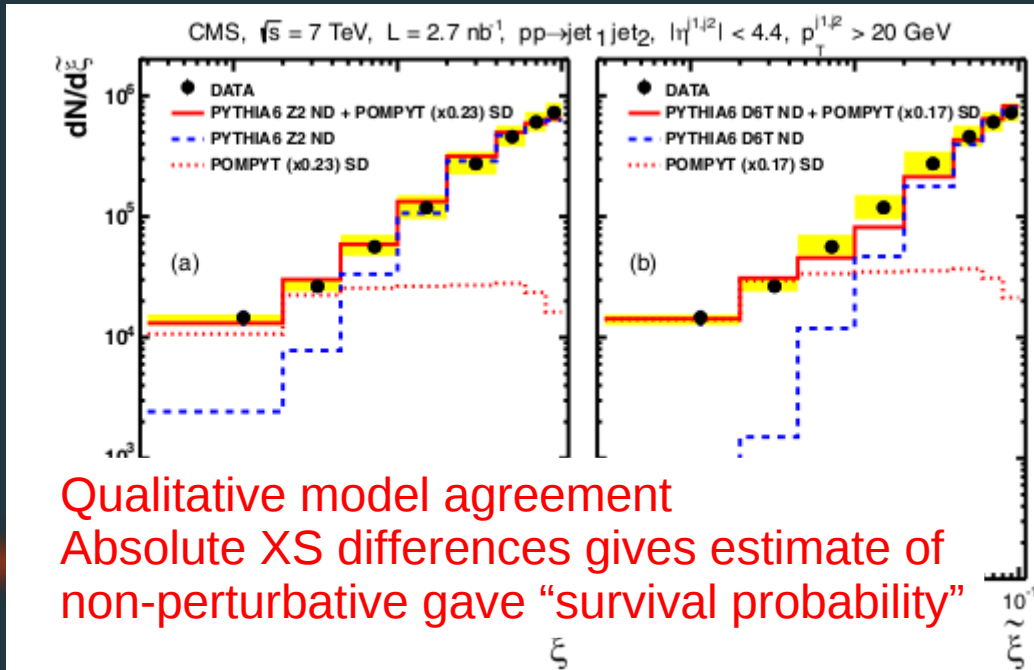 CMS, √s = 7 TeV, L = 2.7 nb⁻¹, pp→jet₁jet₂, |η^j1,j2| < 4.4, p_T^j1,j2 > 20 GeV
dN/dξ̃
10⁶
10⁵
10⁴
10³
DATA
PYTHIA6 Z2 ND + POMPYT (x0.23) SD
PYTHIA6 Z2 ND
POMPYT (x0.23) SD
(a)
DATA
PYTHIA6 D6T ND + POMPYT (x0.17) SD
PYTHIA6 D6T ND
POMPYT (x0.17) SD
(b)
Qualitative model agreement
Absolute XS differences gives estimate of
non-perturbative gave “survival probability”
ξ
10⁻¹
ξ̃